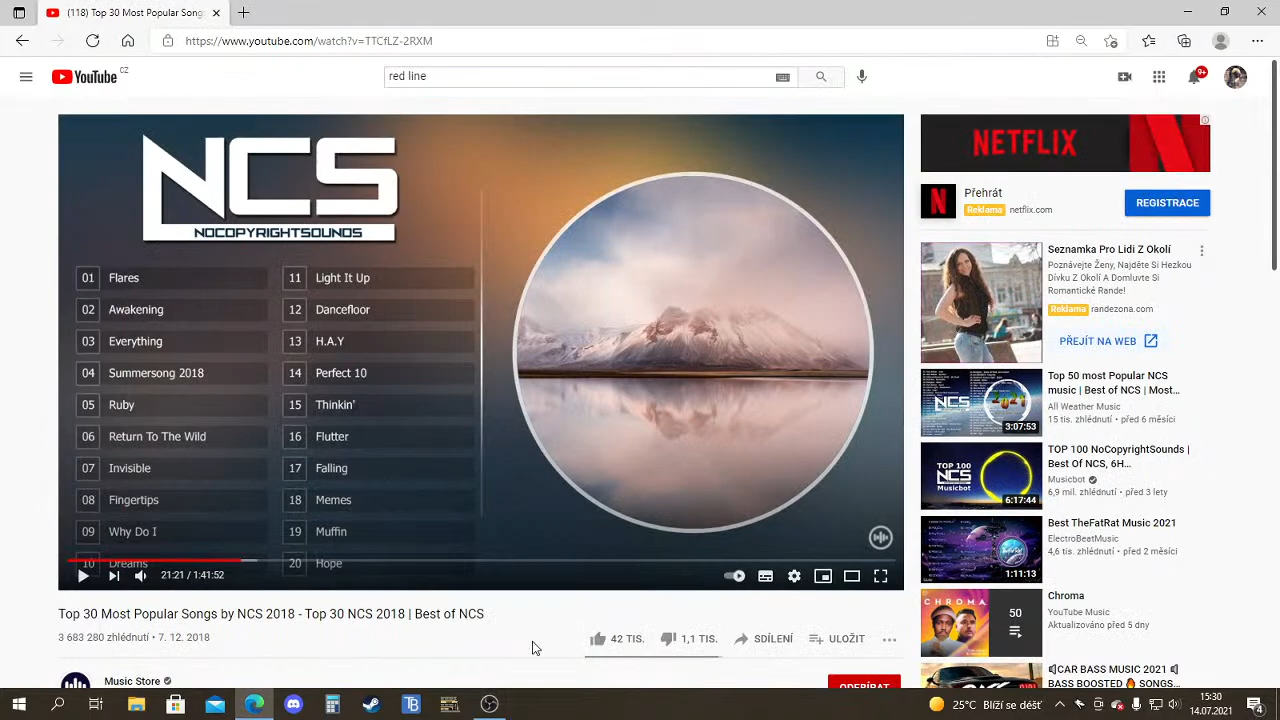 (118) Top 30 Most Popular Song
https://www.youtube.com/watch?v=TTCfLZ-2RXM
YouTube CZ
red line
9+
NCS
NOCOPYRIGHTSOUNDS
01 Flares
02 Awakening
03 Everything
04 Summersong 2018
05 Ruby
06 Return To The Wild
07 Invisible
08 Fingertips
09 Why Do I
10 Dreams
11 Light It Up
12 Dancefloor
13 H.A.Y
14 Perfect 10
15 Thinkin'
16 Flutter
17 Falling
18 Memes
19 Muffin
20 Hope
21:21 / 1:41:52
Top 30 Most Popular Songs by NCS 2018 - Top 30 NCS 2018 | Best of NCS
3 683 280 zhlédnutí • 7. 12. 2018
42 TIS.
1,1 TIS.
SDÍLENÍ
ULOŽIT
Music Store
ODEBÍRAT
NETFLIX
Přehrát
Reklama netflix.com
REGISTRACE
Seznamka Pro Lidi Z Okolí
Poznávejte Ženy, Najděte Si Hezkou
Dívku Z Okolí A Domluvte Si
Romantické Rande!
Reklama randezona.com
PŘEJÍT NA WEB
3:07:53
Top 50 most Popular NCS
music | Best of NCS | Most...
All Weather Music
15 tis. zhlédnutí • před 6 měsíci
TOP 100
NCS
Musicbot
6:17:44
TOP 100 NoCopyrightSounds |
Best Of NCS, 6H...
Musicbot
6,9 mil. zhlédnutí • před 3 lety
1:11:13
Best TheFatRat Music 2021
ElectroBeatMusic
4,6 tis. zhlédnutí • před 2 měsíci
CHROMA
50
Chroma
YouTube Music
Aktualizováno před 5 dny
CAR BASS MUSIC 2021
BASS BOOSTED SONGS...
25°C Blíží se déšť
15:30
14.07.2021
4